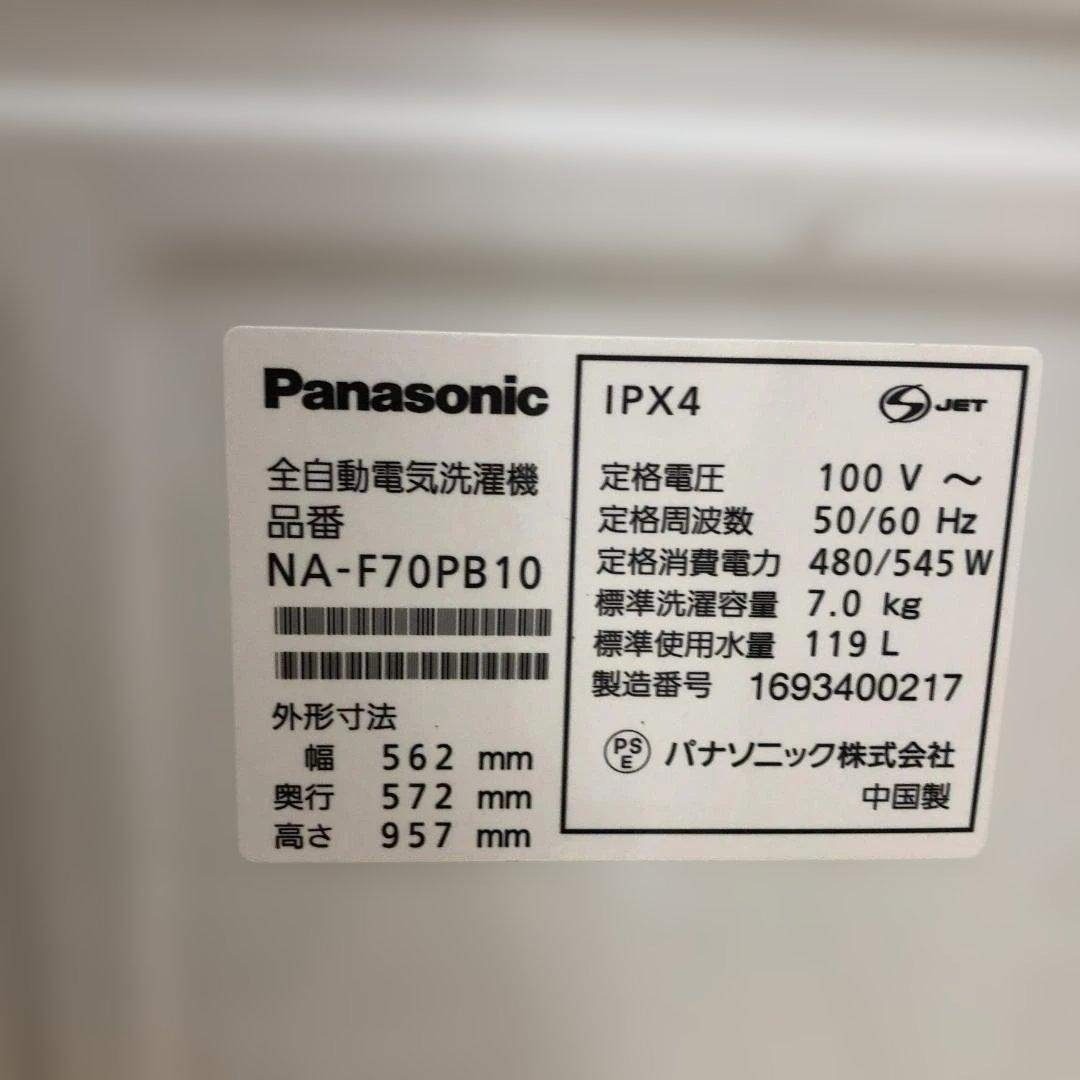 Panasonic
全自動電気洗濯機
品番
NA-F70PB10
外形寸法
幅 562 mm
奥行 572 mm
高さ 957 mm
IPX4
JET
定格電圧 100 V ～
定格周波数 50/60 Hz
定格消費電力 480/545 W
標準洗濯容量 7.0 kg
標準使用水量 119 L
製造番号 1693400217
PSE パナソニック株式会社
中国製